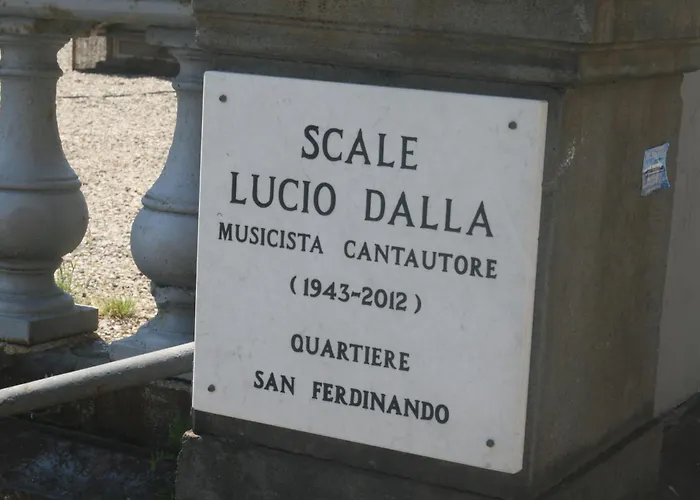 SCALE
LUCIO DALLA
MUSICISTA CANTAUTORE
(1943-2012)
QUARTIERE
SAN FERDINANDO